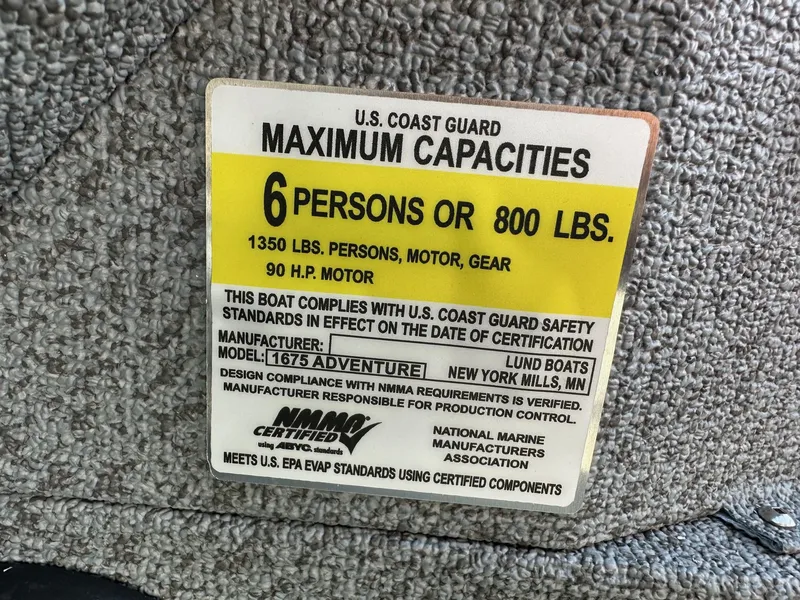 U.S. COAST GUARD
MAXIMUM CAPACITIES
6 PERSONS OR 800 LBS.
1350 LBS. PERSONS, MOTOR, GEAR
90 H.P. MOTOR
THIS BOAT COMPLIES WITH U.S. COAST GUARD SAFETY
STANDARDS IN EFFECT ON THE DATE OF CERTIFICATION
MANUFACTURER: LUND BOATS
MODEL: 1675 ADVENTURE NEW YORK MILLS, MN
DESIGN COMPLIANCE WITH NMMA REQUIREMENTS IS VERIFIED.
MANUFACTURER RESPONSIBLE FOR PRODUCTION CONTROL.
NMMA®
CERTIFIED
using ABYC. standards
NATIONAL MARINE
MANUFACTURERS
ASSOCIATION
MEETS U.S. EPA EVAP STANDARDS USING CERTIFIED COMPONENTS